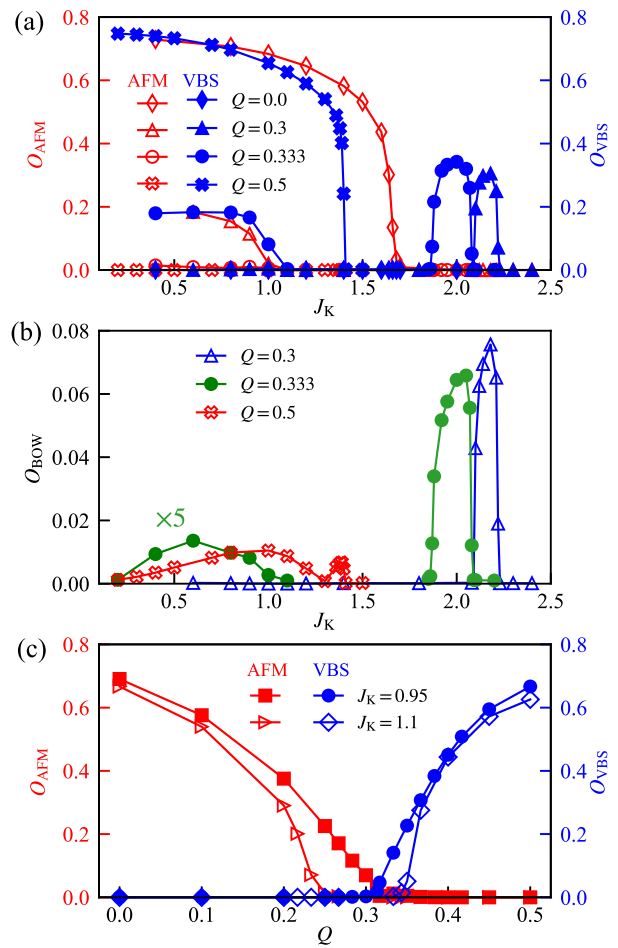 (a)
0.8
0.6
0.4
0.2
0.0
O_AFM
AFM VBS
Q = 0.0
Q = 0.3
Q = 0.333
Q = 0.5
0.8
0.6
0.4
0.2
0.0
O_VBS
0.5 1.0 1.5 2.0 2.5
J_K
(b)
0.08
0.06
0.04
0.02
0.00
O_BOW
Q = 0.3
Q = 0.333
Q = 0.5
×5
0.5 1.0 1.5 2.0 2.5
J_K
(c)
0.8
0.6
0.4
0.2
0.0
O_AFM
AFM VBS
J_K = 0.95
J_K = 1.1
0.8
0.6
0.4
0.2
0.0
O_VBS
0.0 0.1 0.2 0.3 0.4 0.5
Q